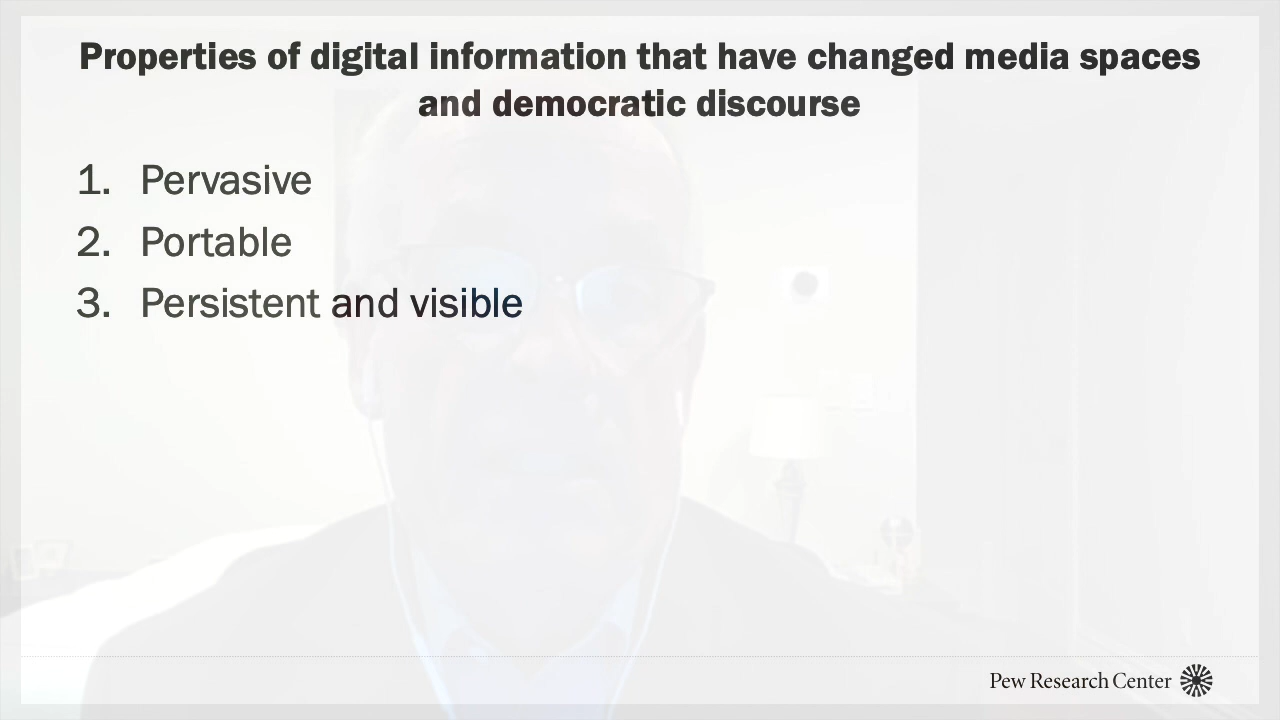 Properties of digital information that have changed media spaces
and democratic discourse
1. Pervasive
2. Portable
3. Persistent and visible
Pew Research Center